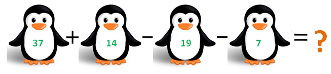 37 + 14 − 19 − 7 = ?